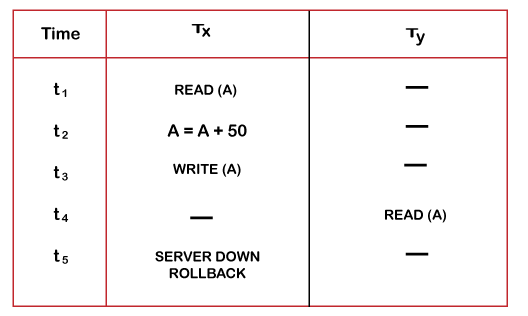 Time Tx Ty
t1 READ (A) —
t2 A = A + 50 —
t3 WRITE (A) —
t4 — READ (A)
t5 SERVER DOWN —
ROLLBACK